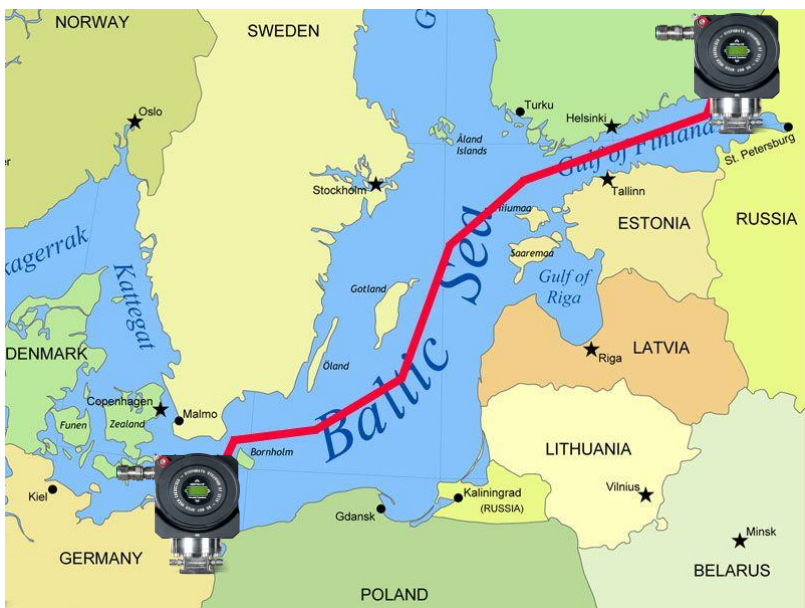 NORWAY
SWEDEN
G
Oslo
Turku
Helsinki
Åland
Islands
Gulf of Finland
St. Petersburg
Stockholm
Tallinn
Hiiumaa
ESTONIA
RUSSIA
Saaremaa
kagerrak
Kattegat
Baltic Sea
Gulf of
Riga
Gotland
LATVIA
Riga
DENMARK
Öland
Copenhagen
Malmo
Funen
Zealand
Bornholm
LITHUANIA
Vilnius
Kiel
Kaliningrad
(RUSSIA)
Gdansk
Minsk
GERMANY
POLAND
BELARUS